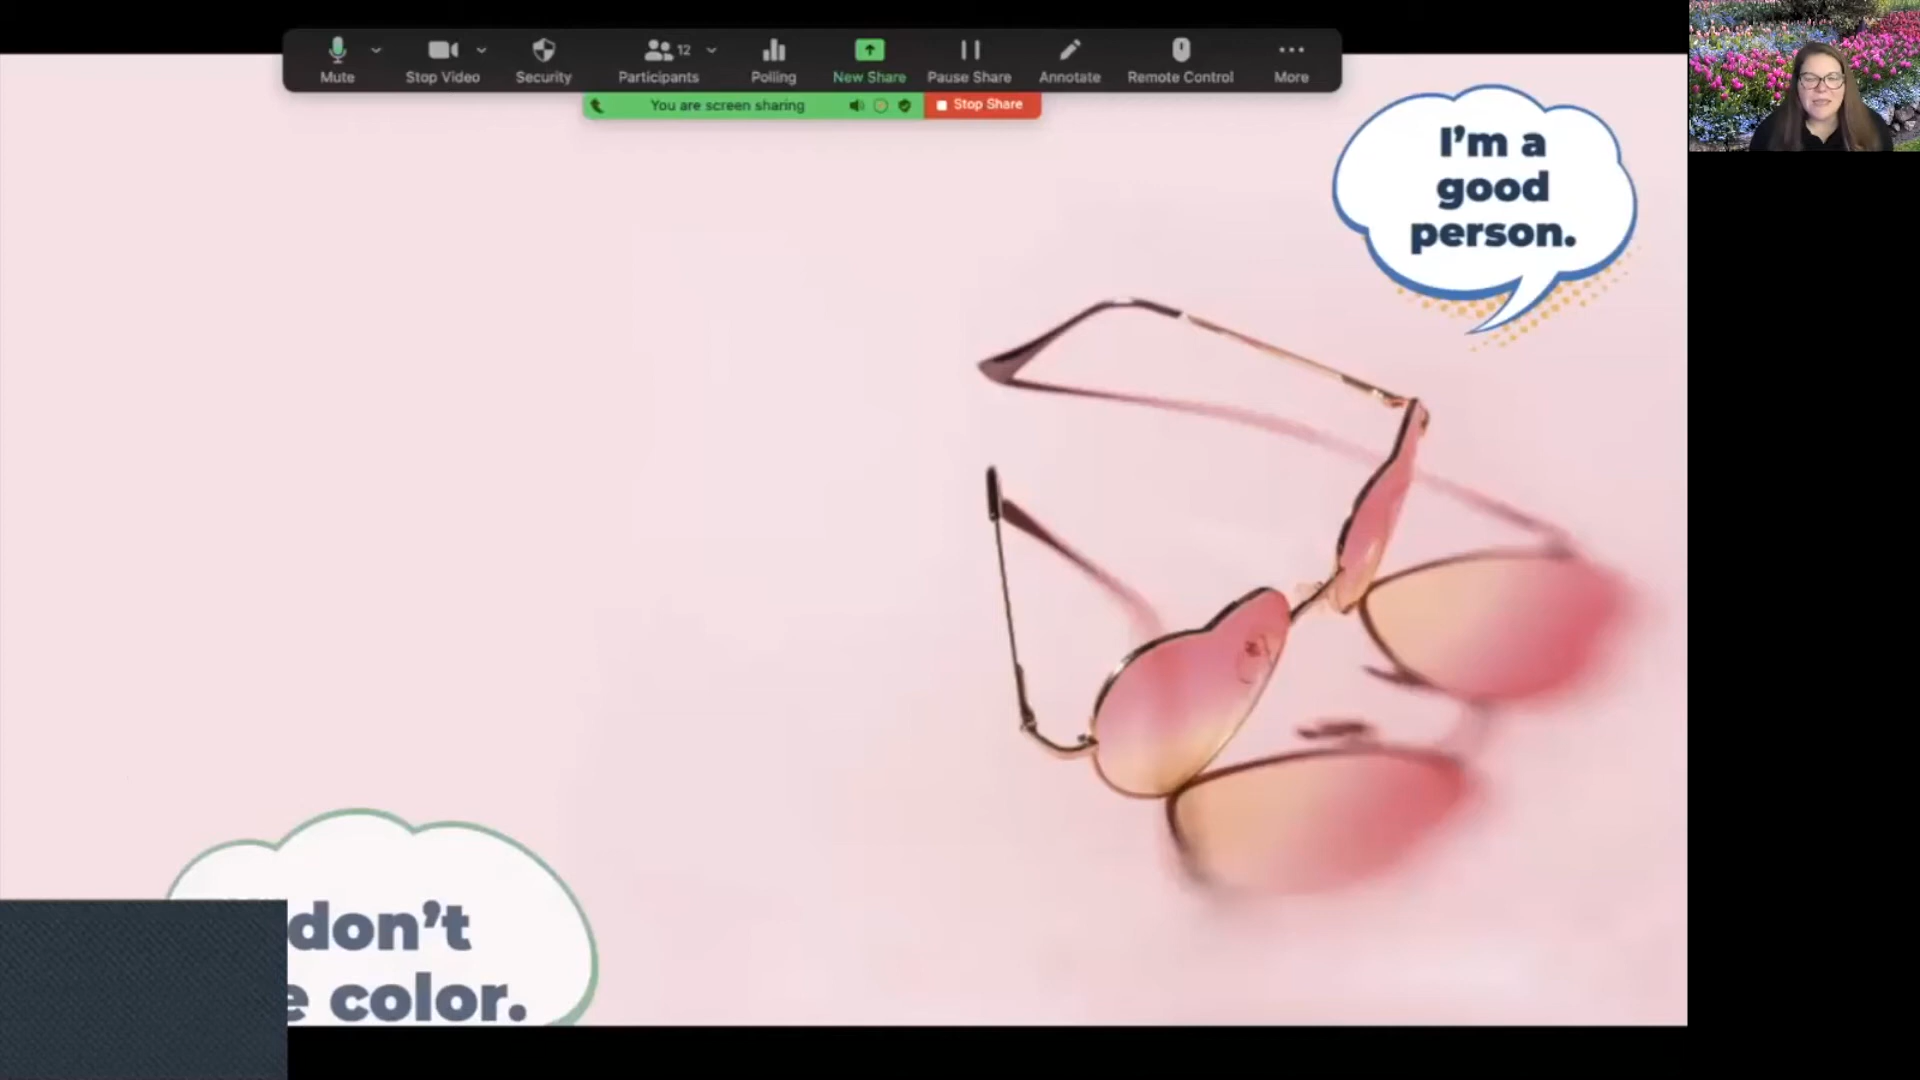 12
Mute
Stop Video
Security
Participants
Polling
New Share
Pause Share
Annotate
Remote Control
More
You are screen sharing
Stop Share
I'm a
good
person.
don't
e color.